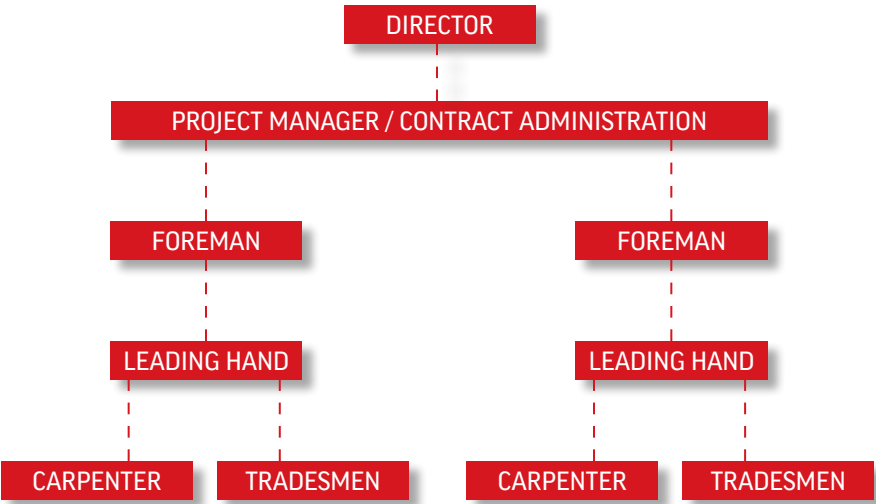 DIRECTOR
PROJECT MANAGER / CONTRACT ADMINISTRATION
FOREMAN
FOREMAN
LEADING HAND
LEADING HAND
CARPENTER
TRADESMEN
CARPENTER
TRADESMEN